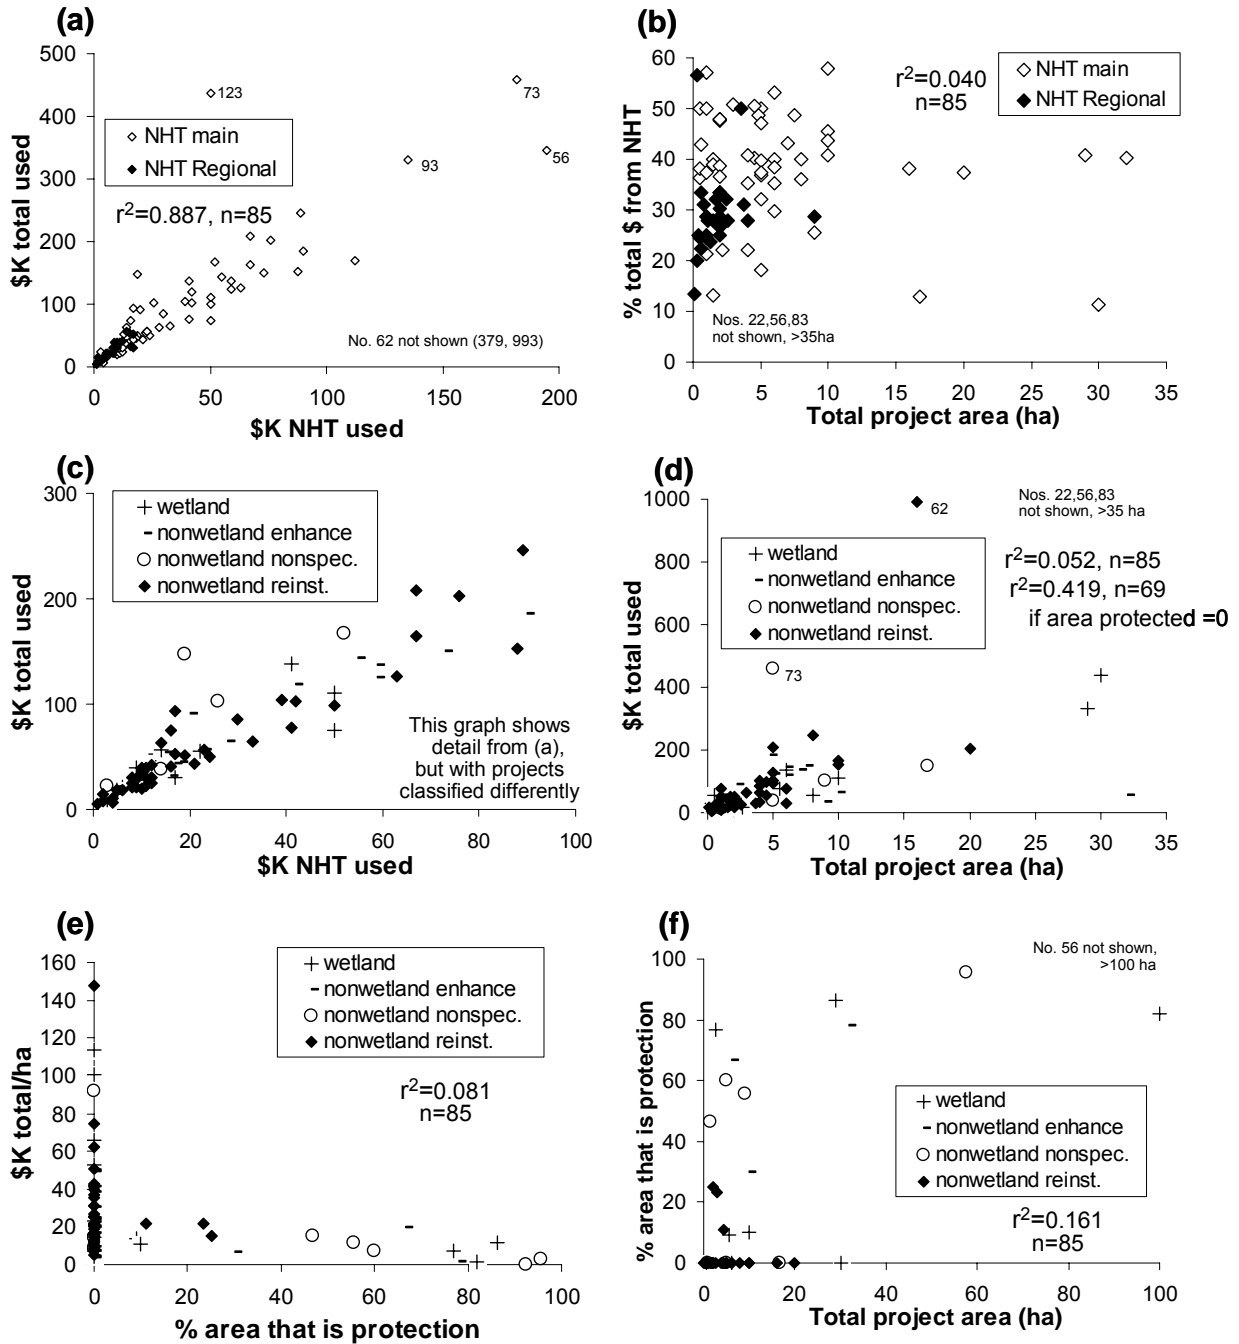 (a)
500
400
300
200
100
0
$K total used
123
73
93
56
NHT main
NHT Regional
r²=0.887, n=85
No. 62 not shown (379, 993)
0 50 100 150 200
$K NHT used
(b)
60
50
40
30
20
10
0
% total $ from NHT
r²=0.040
n=85
NHT main
NHT Regional
Nos. 22,56,83
not shown, >35ha
0 5 10 15 20 25 30 35
Total project area (ha)
(c)
300
200
100
0
$K total used
wetland
nonwetland enhance
nonwetland nonspec.
nonwetland reinst.
This graph shows
detail from (a),
but with projects
classified differently
0 20 40 60 80 100
$K NHT used
(d)
1000
800
600
400
200
0
$K total used
62
73
Nos. 22,56,83
not shown, >35 ha
wetland
nonwetland enhance
nonwetland nonspec.
nonwetland reinst.
r²=0.052, n=85
r²=0.419, n=69
if area protected =0
0 5 10 15 20 25 30 35
Total project area (ha)
(e)
160
140
120
100
80
60
40
20
0
$K total/ha
wetland
nonwetland enhance
nonwetland nonspec.
nonwetland reinst.
r²=0.081
n=85
0 20 40 60 80 100
% area that is protection
(f)
100
80
60
40
20
0
% area that is protection
No. 56 not shown,
>100 ha
wetland
nonwetland enhance
nonwetland nonspec.
nonwetland reinst.
r²=0.161
n=85
0 20 40 60 80 100
Total project area (ha)